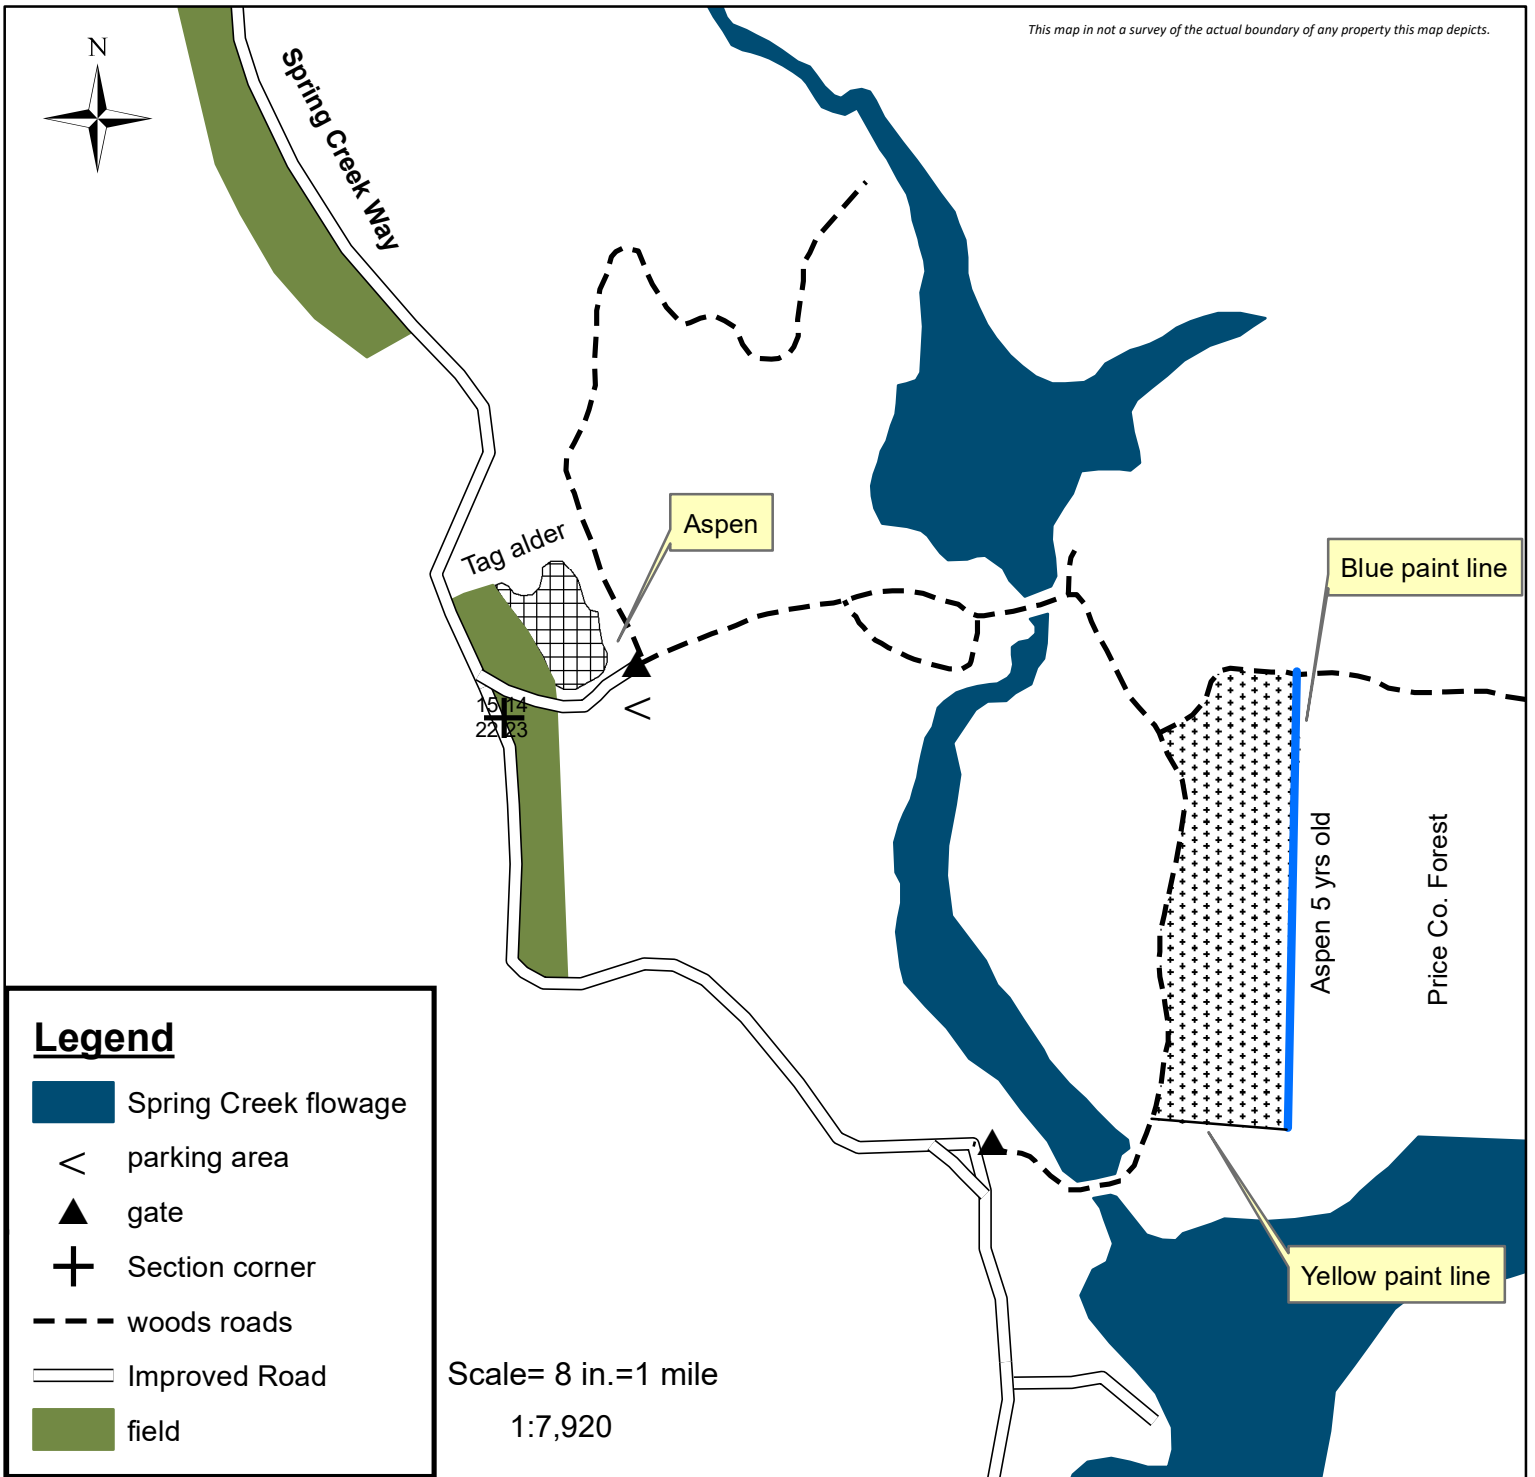 This map in not a survey of the actual boundary of any property this map depicts.
N
Spring Creek Way
Aspen
Tag alder
Blue paint line
15 14
22 23
<
Aspen 5 yrs old
Price Co. Forest
Yellow paint line
Legend
Spring Creek flowage
< parking area
gate
Section corner
woods roads
Improved Road
field
Scale= 8 in.=1 mile
1:7,920